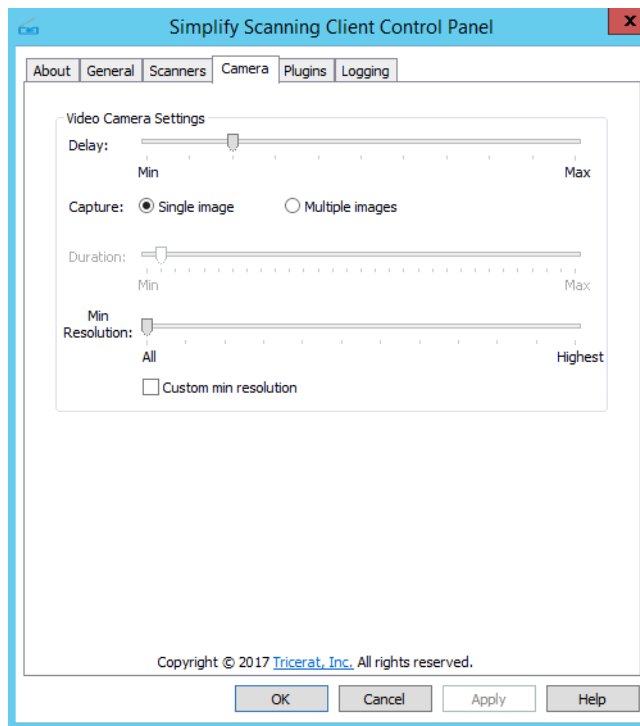 Simplify Scanning Client Control Panel
x
About General Scanners Camera Plugins Logging
Video Camera Settings
Delay:
Min Max
Capture: Single image Multiple images
Duration:
Min Max
Min
Resolution:
All Highest
Custom min resolution
Copyright © 2017 Tricerat, Inc. All rights reserved.
OK Cancel Apply Help